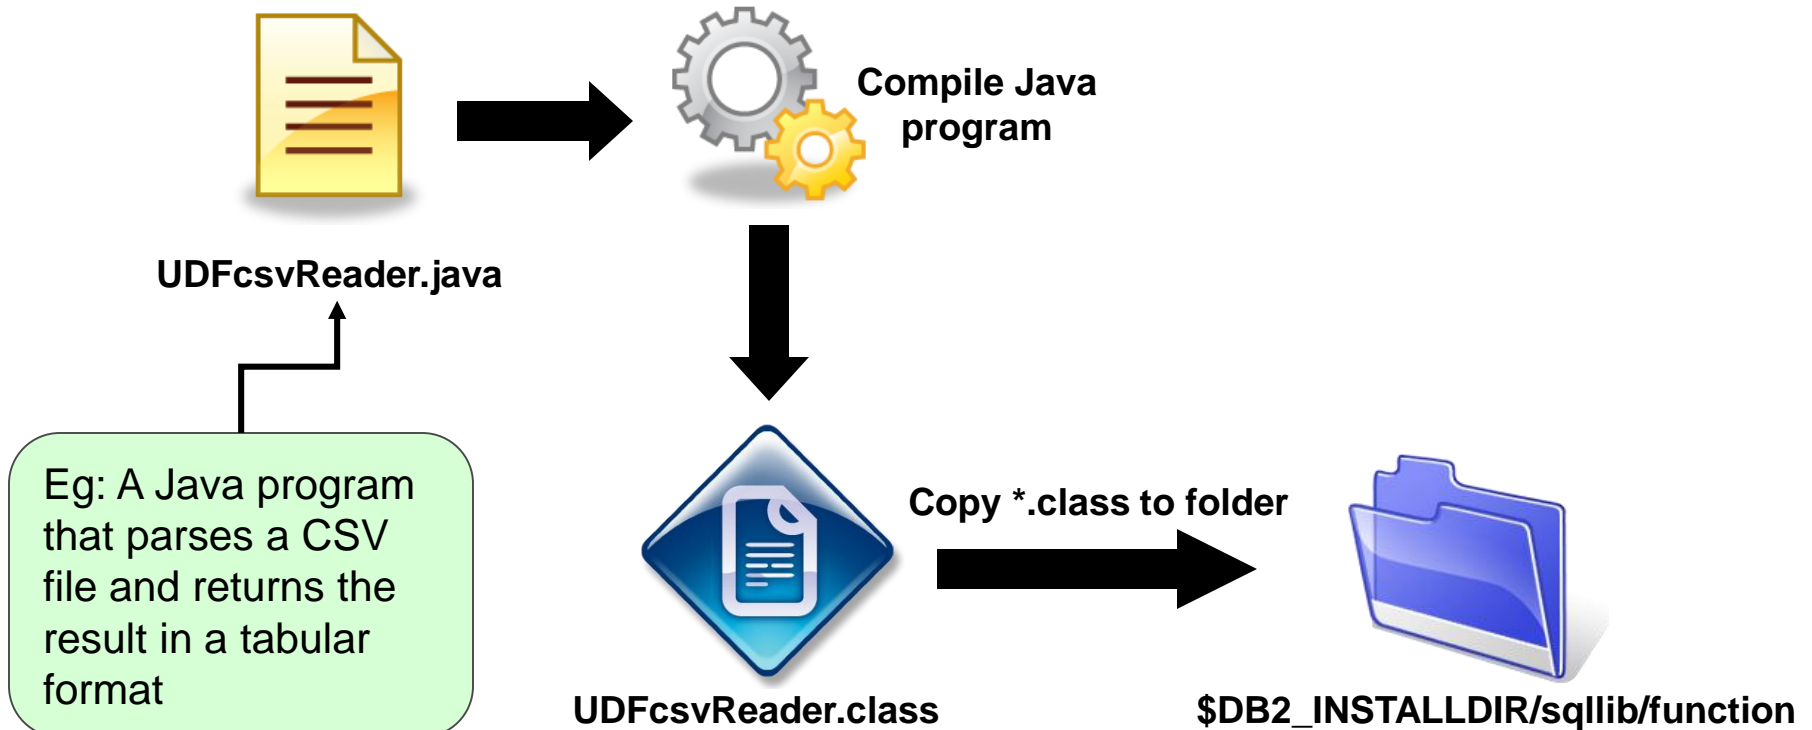 Compile Java
program
UDFcsvReader.java
Eg: A Java program
that parses a CSV
file and returns the
result in a tabular
format
Copy *.class to folder
UDFcsvReader.class
$DB2_INSTALLDIR/sqllib/function